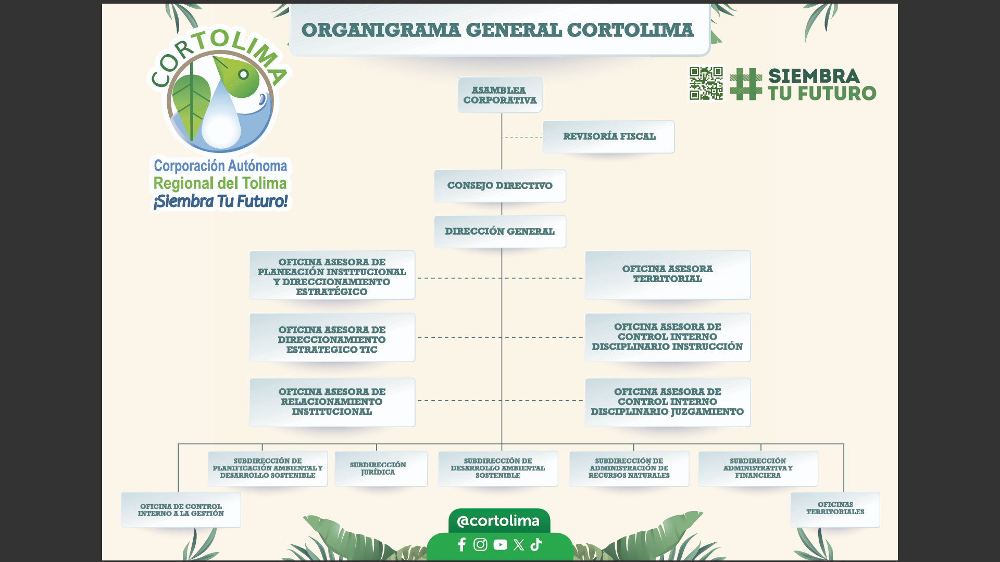 ORGANIGRAMA GENERAL CORTOLIMA
CORTOLIMA
Corporación Autónoma
Regional del Tolima
¡Siembra Tu Futuro!
# SIEMBRA
TU FUTURO
ASAMBLEA
CORPORATIVA
REVISORÍA FISCAL
CONSEJO DIRECTIVO
DIRECCIÓN GENERAL
OFICINA ASESORA DE
PLANEACIÓN INSTITUCIONAL
Y DIRECCIONAMIENTO
ESTRATÉGICO
OFICINA ASESORA
TERRITORIAL
OFICINA ASESORA DE
DIRECCIONAMIENTO
ESTRATEGICO TIC
OFICINA ASESORA DE
CONTROL INTERNO
DISCIPLINARIO INSTRUCCIÓN
OFICINA ASESORA DE
RELACIONAMIENTO
INSTITUCIONAL
OFICINA ASESORA DE
CONTROL INTERNO
DISCIPLINARIO JUZGAMIENTO
SUBDIRECCIÓN DE
PLANIFICACIÓN AMBIENTAL Y
DESARROLLO SOSTENIBLE
SUBDIRECCIÓN
JURÍDICA
SUBDIRECCIÓN DE
DESARROLLO AMBIENTAL
SOSTENIBLE
SUBDIRECCIÓN DE
ADMINISTRACIÓN DE
RECURSOS NATURALES
SUBDIRECCIÓN
ADMINISTRATIVA Y
FINANCIERA
OFICINA DE CONTROL
INTERNO A LA GESTIÓN
OFICINAS
TERRITORIALES
@cortolima